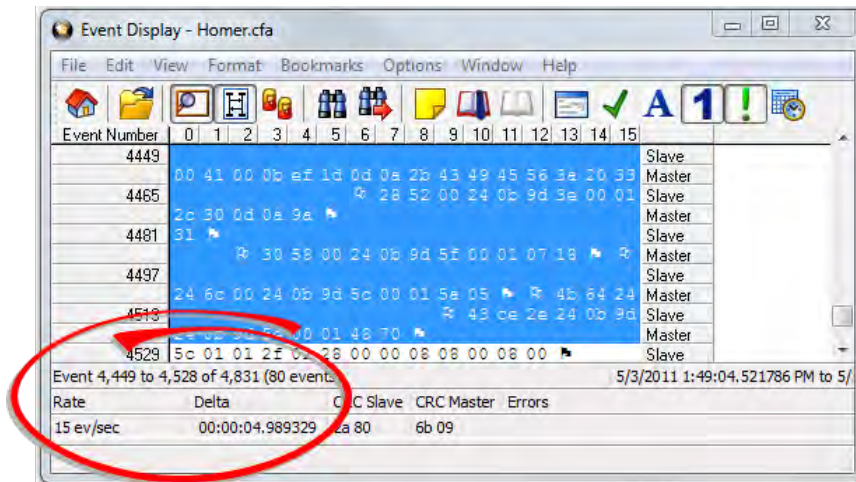 Event Display - Homer.cfa
File Edit View Format Bookmarks Options Window Help
A 1 !
Event Number 0 1 2 3 4 5 6 7 8 9 10 11 12 13 14 15
4449 Slave
00 41 00 0b ef 1d 0d 0a 2b 43 49 45 56 3a 20 33 Master
4465 28 52 00 24 0b 9d 3e 00 01 Slave
2c 30 0d 0a 9a Master
4481 31 Slave
30 58 00 24 0b 9d 5f 00 01 07 18 Master
4497 Slave
24 6c 00 24 0b 9d 5c 00 01 5a 05 4b 64 24 Master
4513 43 ce 2e 24 0b 9d Slave
00 01 48 70 Master
4529 5c 01 01 2f 28 00 00 08 08 00 08 00 Slave
Event 4,449 to 4,528 of 4,831 (80 events 5/3/2011 1:49:04.521786 PM to 5/
Rate Delta CRC Slave CRC Master Errors
15 ev/sec 00:00:04.989329 2a 80 6b 09